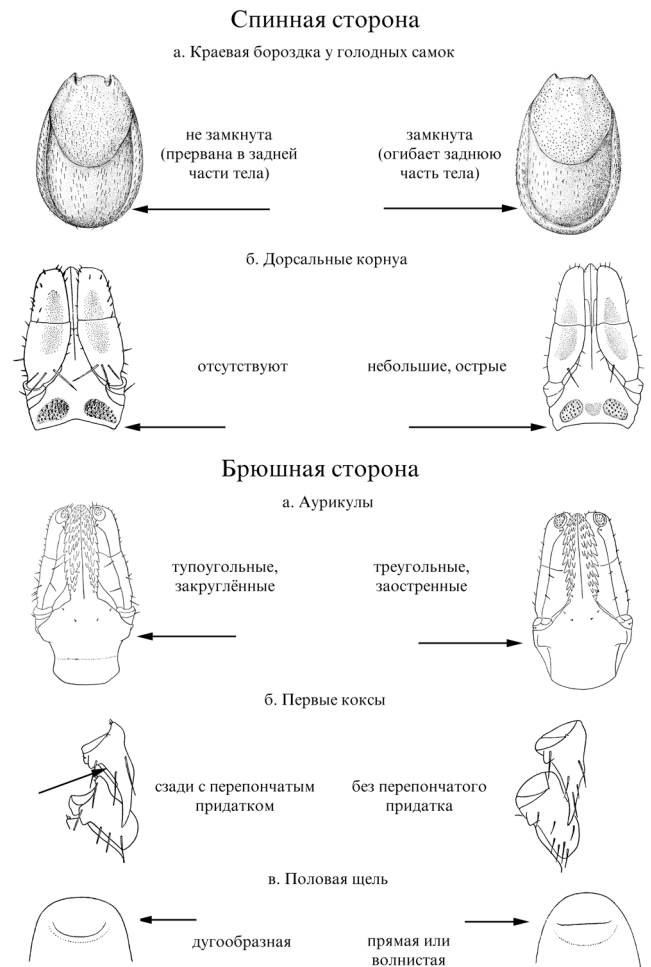 Спинная сторона
а. Краевая бороздка у голодных самок
не замкнута
(прервана в задней
части тела)
замкнута
(огибает заднюю
часть тела)
б. Дорсальные корнуа
отсутствуют
небольшие, острые
Брюшная сторона
а. Аурикулы
тупоугольные,
закруглённые
треугольные,
заостренные
б. Первые коксы
сзади с перепончатым
придатком
без перепончатого
придатка
в. Половая щель
дугообразная
прямая или
волнистая